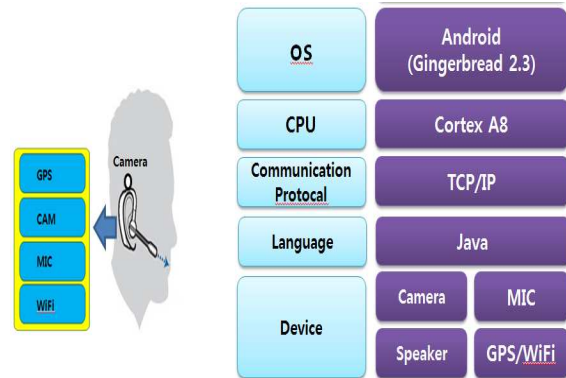 Camera
GPS
CAM
MIC
WiFi
OS
Android
(Gingerbread 2.3)
CPU
Cortex A8
Communication
Protocal
TCP/IP
Language
Java
Device
Camera
MIC
Speaker
GPS/WiFi